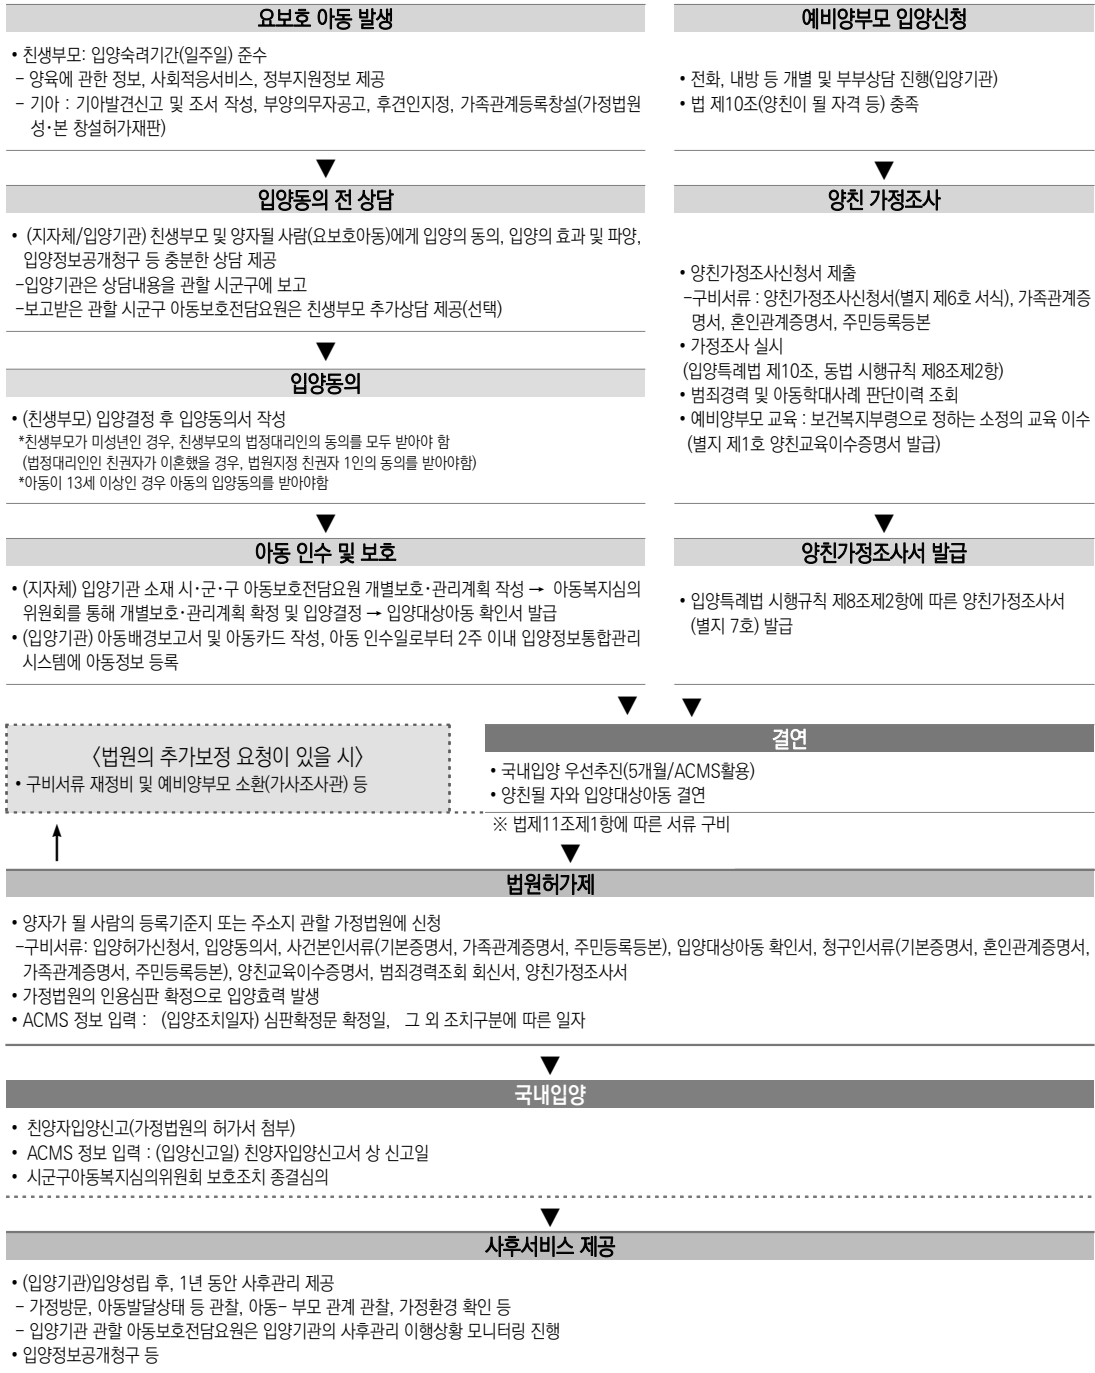 요보호 아동 발생
• 친생부모: 입양숙려기간(일주일) 준수
- 양육에 관한 정보, 사회적응서비스, 정부지원정보 제공
- 기아 : 기아발견신고 및 조서 작성, 부양의무자공고, 후견인지정, 가족관계등록창설(가정법원
성·본 창설허가재판)
▼
입양동의 전 상담
• (지자체/입양기관) 친생부모 및 양자될 사람(요보호아동)에게 입양의 동의, 입양의 효과 및 파양,
입양정보공개청구 등 충분한 상담 제공
-입양기관은 상담내용을 관할 시군구에 보고
-보고받은 관할 시군구 아동보호전담요원은 친생부모 추가상담 제공(선택)
▼
입양동의
• (친생부모) 입양결정 후 입양동의서 작성
*친생부모가 미성년인 경우, 친생부모의 법정대리인의 동의를 모두 받아야 함
(법정대리인인 친권자가 이혼했을 경우, 법원지정 친권자 1인의 동의를 받아야함)
*아동이 13세 이상인 경우 아동의 입양동의를 받아야함
▼
아동 인수 및 보호
• (지자체) 입양기관 소재 시·군·구 아동보호전담요원 개별보호·관리계획 작성 → 아동복지심의
위원회를 통해 개별보호·관리계획 확정 및 입양결정 → 입양대상아동 확인서 발급
• (입양기관) 아동배경보고서 및 아동카드 작성, 아동 인수일로부터 2주 이내 입양정보통합관리
시스템에 아동정보 등록
예비양부모 입양신청
• 전화, 내방 등 개별 및 부부상담 진행(입양기관)
• 법 제10조(양친이 될 자격 등) 충족
▼
양친 가정조사
• 양친가정조사신청서 제출
-구비서류 : 양친가정조사신청서(별지 제6호 서식), 가족관계증
명서, 혼인관계증명서, 주민등록등본
• 가정조사 실시
(입양특례법 제10조, 동법 시행규칙 제8조제2항)
• 범죄경력 및 아동학대사례 판단이력 조회
• 예비양부모 교육 : 보건복지부령으로 정하는 소정의 교육 이수
(별지 제1호 양친교육이수증명서 발급)
▼
양친가정조사서 발급
• 입양특례법 시행규칙 제8조제2항에 따른 양친가정조사서
(별지 7호) 발급
▼ ▼
〈법원의 추가보정 요청이 있을 시〉
• 구비서류 재정비 및 예비양부모 소환(가사조사관) 등
결연
• 국내입양 우선추진(5개월/ACMS활용)
• 양친될 자와 입양대상아동 결연
※ 법제11조제1항에 따른 서류 구비
▼
법원허가제
• 양자가 될 사람의 등록기준지 또는 주소지 관할 가정법원에 신청
-구비서류: 입양허가신청서, 입양동의서, 사건본인서류(기본증명서, 가족관계증명서, 주민등록등본), 입양대상아동 확인서, 청구인서류(기본증명서, 혼인관계증명서,
가족관계증명서, 주민등록등본), 양친교육이수증명서, 범죄경력조회 회신서, 양친가정조사서
• 가정법원의 인용심판 확정으로 입양효력 발생
• ACMS 정보 입력 : (입양조치일자) 심판확정문 확정일, 그 외 조치구분에 따른 일자
▼
국내입양
• 친양자입양신고(가정법원의 허가서 첨부)
• ACMS 정보 입력 : (입양신고일) 친양자입양신고서 상 신고일
• 시군구아동복지심의위원회 보호조치 종결심의
▼
사후서비스 제공
• (입양기관)입양성립 후, 1년 동안 사후관리 제공
- 가정방문, 아동발달상태 등 관찰, 아동- 부모 관계 관찰, 가정환경 확인 등
- 입양기관 관할 아동보호전담요원은 입양기관의 사후관리 이행상황 모니터링 진행
• 입양정보공개청구 등